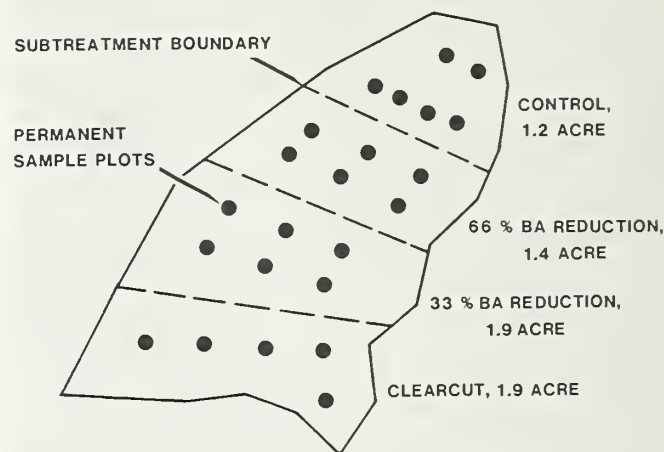 SUBTREATMENT BOUNDARY
CONTROL,
1.2 ACRE
PERMANENT
SAMPLE PLOTS
66 % BA REDUCTION,
1.4 ACRE
33 % BA REDUCTION,
1.9 ACRE
CLEARCUT, 1.9 ACRE